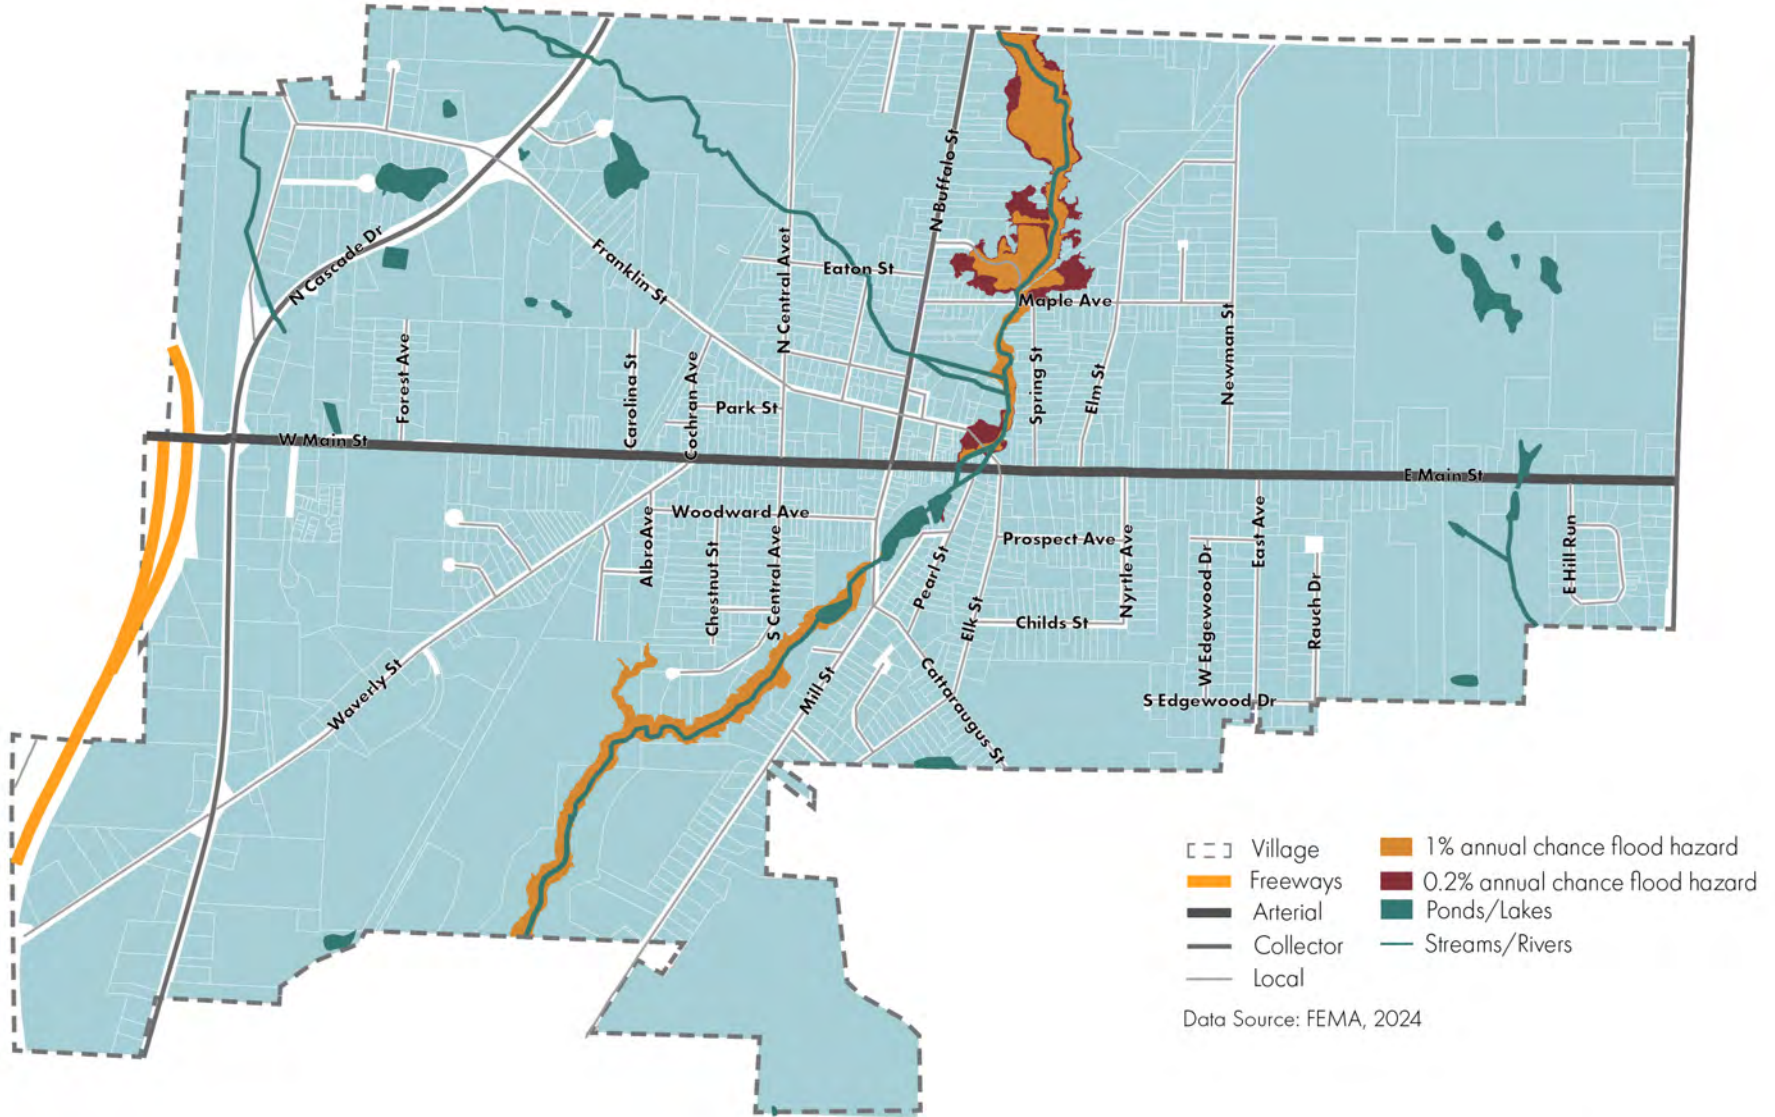 N Buffalo St
N Cascade Dr
Franklin St
N Central Avet
Eaton St
Maple Ave
Forest Ave
Carolina St
Cochran Ave
Park St
Spring St
Elm St
Newman St
W Main St
E Main St
Woodward Ave
AlbroAve
Chestnut St
S Central Ave
Pearl St
Elk St
Prospect Ave
Nyrtle Ave
Childs St
W Edgewood Dr
East Ave
Rauch Dr
E Hill Run
Waverly St
Mill St
Cattaraugus St
S Edgewood Dr
Village
Freeways
Arterial
Collector
Local
1% annual chance flood hazard
0.2% annual chance flood hazard
Ponds/Lakes
Streams/Rivers
Data Source: FEMA, 2024